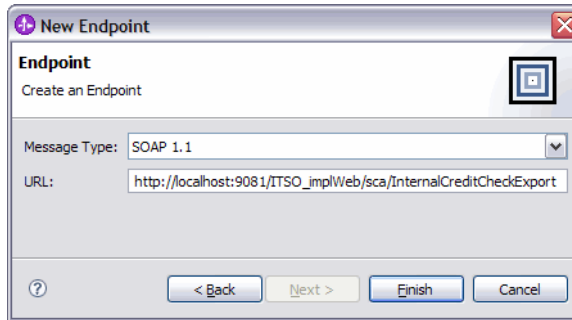 New Endpoint
Endpoint
Create an Endpoint
Message Type: SOAP 1.1
URL: http://localhost:9081/ITSO_implWeb/sca/InternalCreditCheckExport
? < Back Next > Finish Cancel